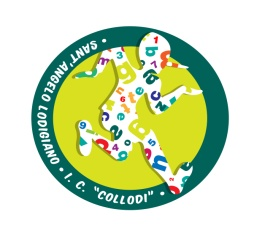 • SANT'ANGELO LODIGIANO • I. C. "COLLODI" •